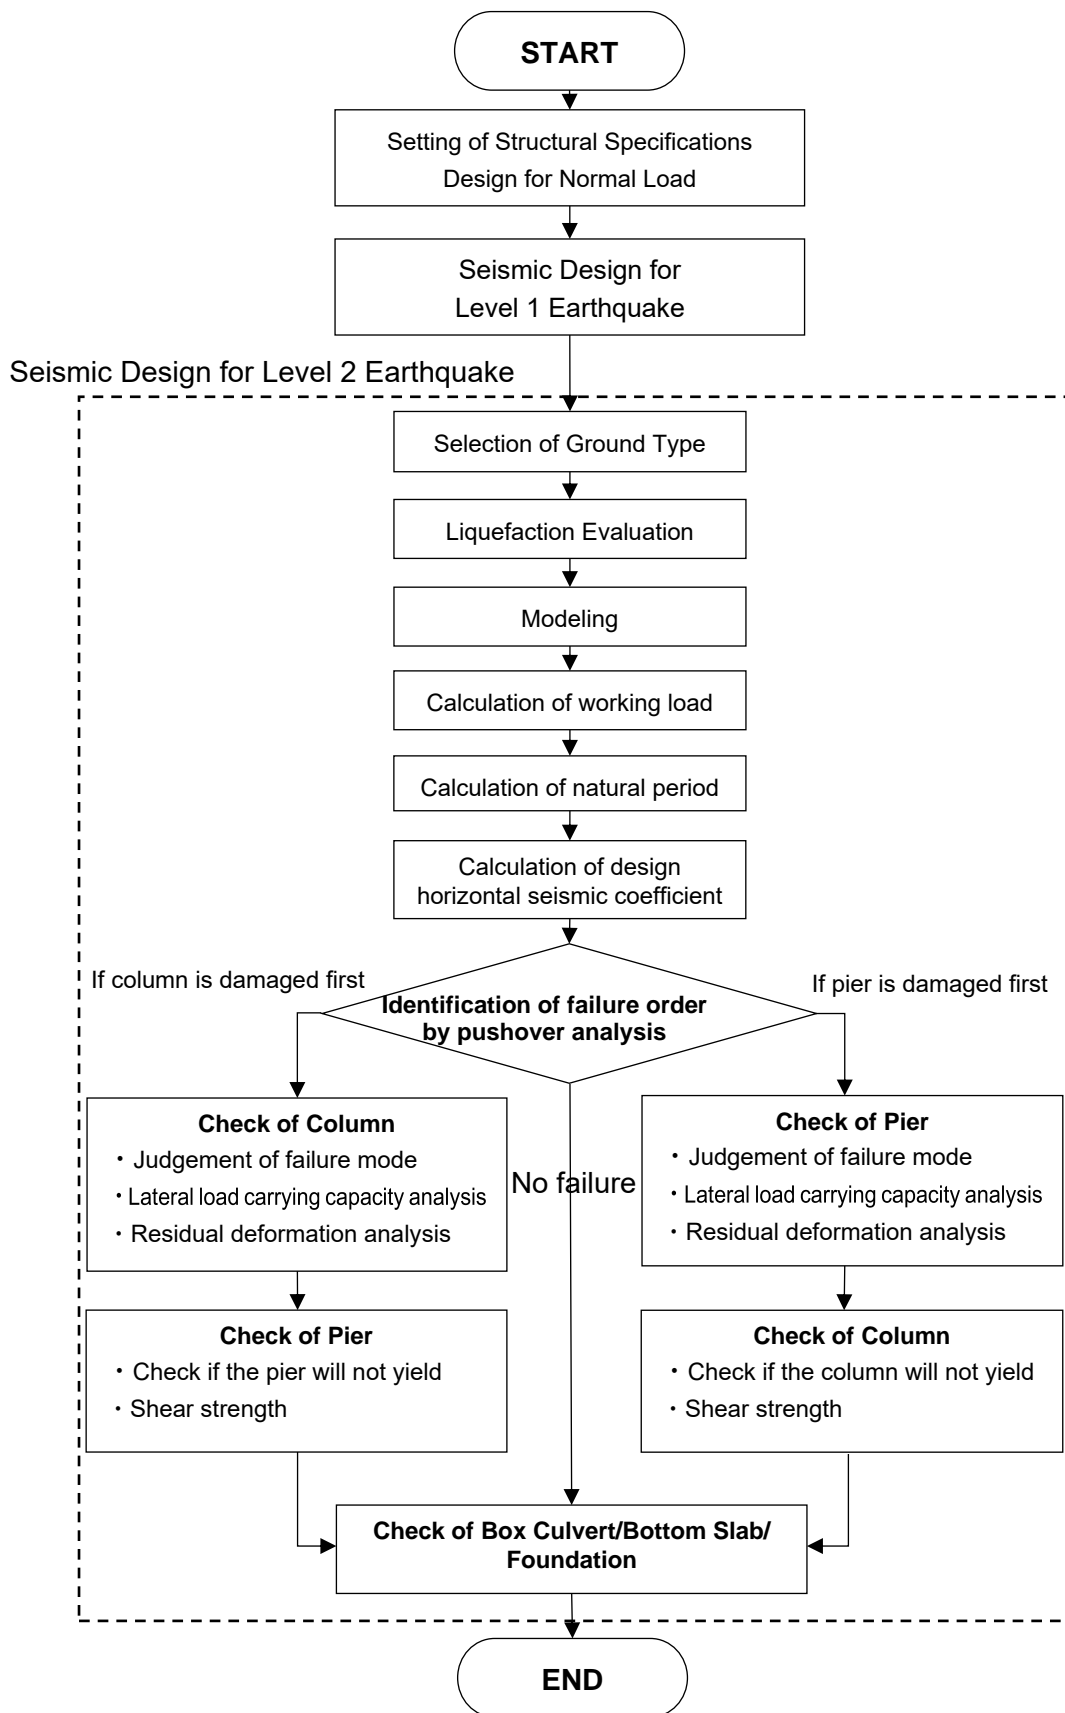 START
Setting of Structural Specifications
Design for Normal Load
Seismic Design for
Level 1 Earthquake
Seismic Design for Level 2 Earthquake
Selection of Ground Type
Liquefaction Evaluation
Modeling
Calculation of working load
Calculation of natural period
Calculation of design
horizontal seismic coefficient
If column is damaged first
If pier is damaged first
Identification of failure order
by pushover analysis
Check of Column
・Judgement of failure mode
・Lateral load carrying capacity analysis
・Residual deformation analysis
No failure
Check of Pier
・Judgement of failure mode
・Lateral load carrying capacity analysis
・Residual deformation analysis
Check of Pier
・Check if the pier will not yield
・Shear strength
Check of Column
・Check if the column will not yield
・Shear strength
Check of Box Culvert/Bottom Slab/
Foundation
END